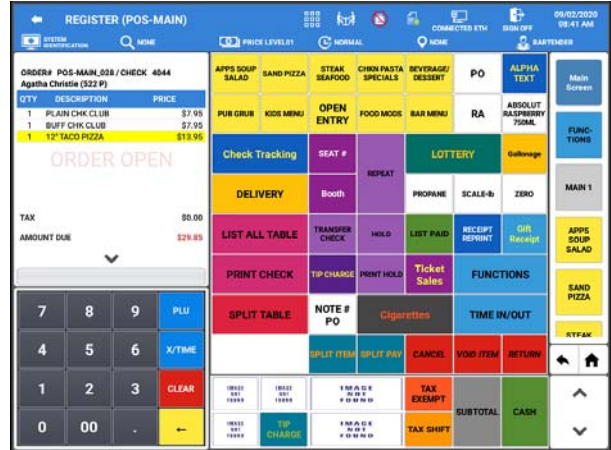 REGISTER (POS-MAIN)
CONNECTED ETH
SIGN OFF
09/02/2020
08:41 AM
SYSTEM
IDENTIFICATION
NONE
PRICE LEVEL01
NORMAL
NONE
BARTENDER
ORDER# POS-MAIN_028 / CHECK 4044
Agatha Christie (522 P)
QTY DESCRIPTION PRICE
1 PLAIN CHK CLUB $7.95
1 BUFF CHK CLUB $7.95
1 12" TACO PIZZA $13.95
ORDER OPEN
TAX $0.00
AMOUNT DUE $29.85
7 8 9 PLU
4 5 6 X/TIME
1 2 3 CLEAR
0 00 .
APPS SOUP
SALAD
SAND PIZZA
STEAK
SEAFOOD
CHKN PASTA
SPECIALS
BEVERAGE/
DESSERT
PO
ALPHA
TEXT
PUB GRUB
KIDS MENU
OPEN
ENTRY
FOOD MODS
BAR MENU
RA
ABSOLUT
RASPBERRY
750ML
Check Tracking
SEAT #
REPEAT
LOTTERY
Gallonage
DELIVERY
Booth
PROPANE
SCALE-lb
ZERO
LIST ALL TABLE
TRANSFER
CHECK
HOLD
LIST PAID
RECEIPT
REPRINT
Gift
Receipt
PRINT CHECK
TIP CHARGE
PRINT HOLD
Ticket
Sales
FUNCTIONS
SPLIT TABLE
NOTE #
PO
Cigarettes
TIME IN/OUT
SPLIT ITEM
SPLIT PAY
CANCEL
VOID ITEM
RETURN
IMAGE
NOT
FOUND
IMAGE
NOT
FOUND
IMAGE
NOT
FOUND
TAX
EXEMPT
SUBTOTAL
CASH
IMAGE
NOT
FOUND
TIP
CHARGE
IMAGE
NOT
FOUND
TAX SHIFT
Main
Screen
FUNC-
TIONS
MAIN 1
APPS
SOUP
SALAD
SAND
PIZZA
STEAK